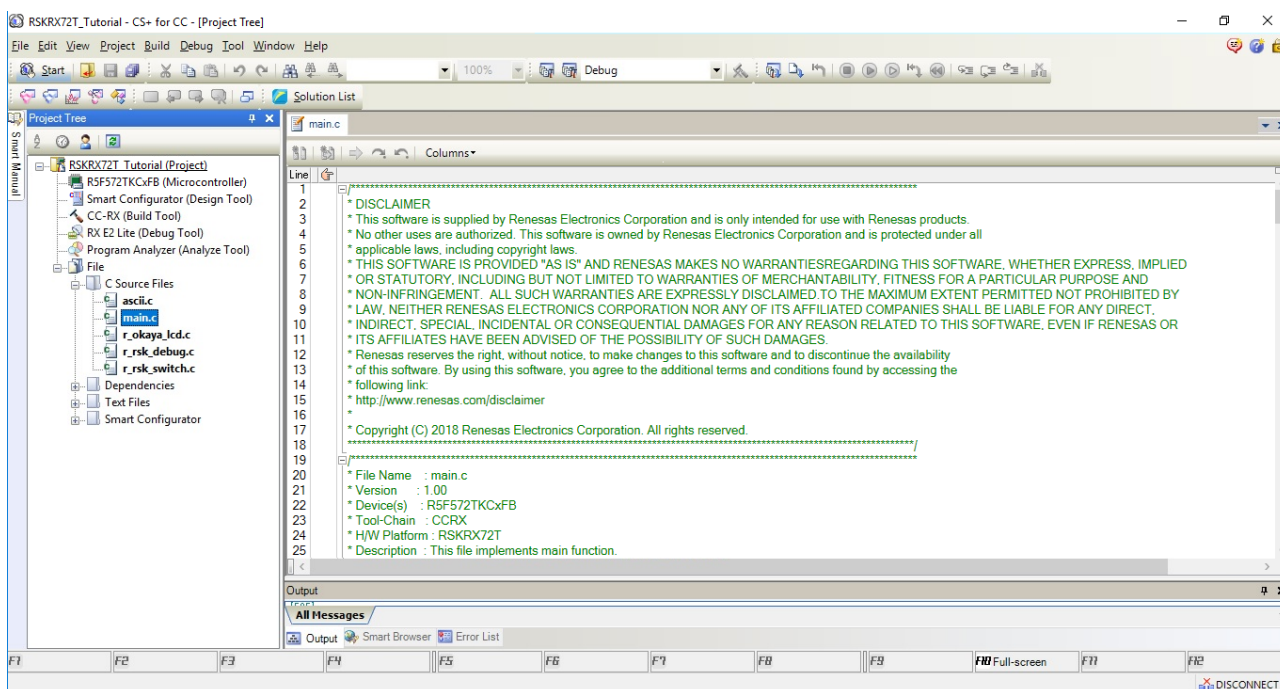 RSKRX72T_Tutorial - CS+ for CC - [Project Tree]
File Edit View Project Build Debug Tool Window Help
Start 100% Debug
Solution List
Project Tree
main.c
Smart Manual
Columns
RSKRX72T_Tutorial (Project)
R5F572TKCxFB (Microcontroller)
Smart Configurator (Design Tool)
CC-RX (Build Tool)
RX E2 Lite (Debug Tool)
Program Analyzer (Analyze Tool)
File
C Source Files
ascii.c
main.c
r_okaya_lcd.c
r_rsk_debug.c
r_rsk_switch.c
Dependencies
Text Files
Smart Configurator
Line
1 /***********************************************************************************************************************
2 * DISCLAIMER
3 * This software is supplied by Renesas Electronics Corporation and is only intended for use with Renesas products.
4 * No other uses are authorized. This software is owned by Renesas Electronics Corporation and is protected under all
5 * applicable laws, including copyright laws.
6 * THIS SOFTWARE IS PROVIDED "AS IS" AND RENESAS MAKES NO WARRANTIESREGARDING THIS SOFTWARE, WHETHER EXPRESS, IMPLIED
7 * OR STATUTORY, INCLUDING BUT NOT LIMITED TO WARRANTIES OF MERCHANTABILITY, FITNESS FOR A PARTICULAR PURPOSE AND
8 * NON-INFRINGEMENT.  ALL SUCH WARRANTIES ARE EXPRESSLY DISCLAIMED.TO THE MAXIMUM EXTENT PERMITTED NOT PROHIBITED BY
9 * LAW, NEITHER RENESAS ELECTRONICS CORPORATION NOR ANY OF ITS AFFILIATED COMPANIES SHALL BE LIABLE FOR ANY DIRECT,
10 * INDIRECT, SPECIAL, INCIDENTAL OR CONSEQUENTIAL DAMAGES FOR ANY REASON RELATED TO THIS SOFTWARE, EVEN IF RENESAS OR
11 * ITS AFFILIATES HAVE BEEN ADVISED OF THE POSSIBILITY OF SUCH DAMAGES.
12 * Renesas reserves the right, without notice, to make changes to this software and to discontinue the availability
13 * of this software. By using this software, you agree to the additional terms and conditions found by accessing the
14 * following link:
15 * http://www.renesas.com/disclaimer
16 *
17 * Copyright (C) 2018 Renesas Electronics Corporation. All rights reserved.
18 ***********************************************************************************************************************/
19 /***********************************************************************************************************************
20 * File Name : main.c
21 * Version : 1.00
22 * Device(s) : R5F572TKCxFB
23 * Tool-Chain : CCRX
24 * H/W Platform : RSKRX72T
25 * Description : This file implements main function.
Output
All Messages
Output Smart Browser Error List
F1 F2 F3 F4 F5 F6 F7 F8 F9 F10 Full-screen F11 F12
DISCONNECT